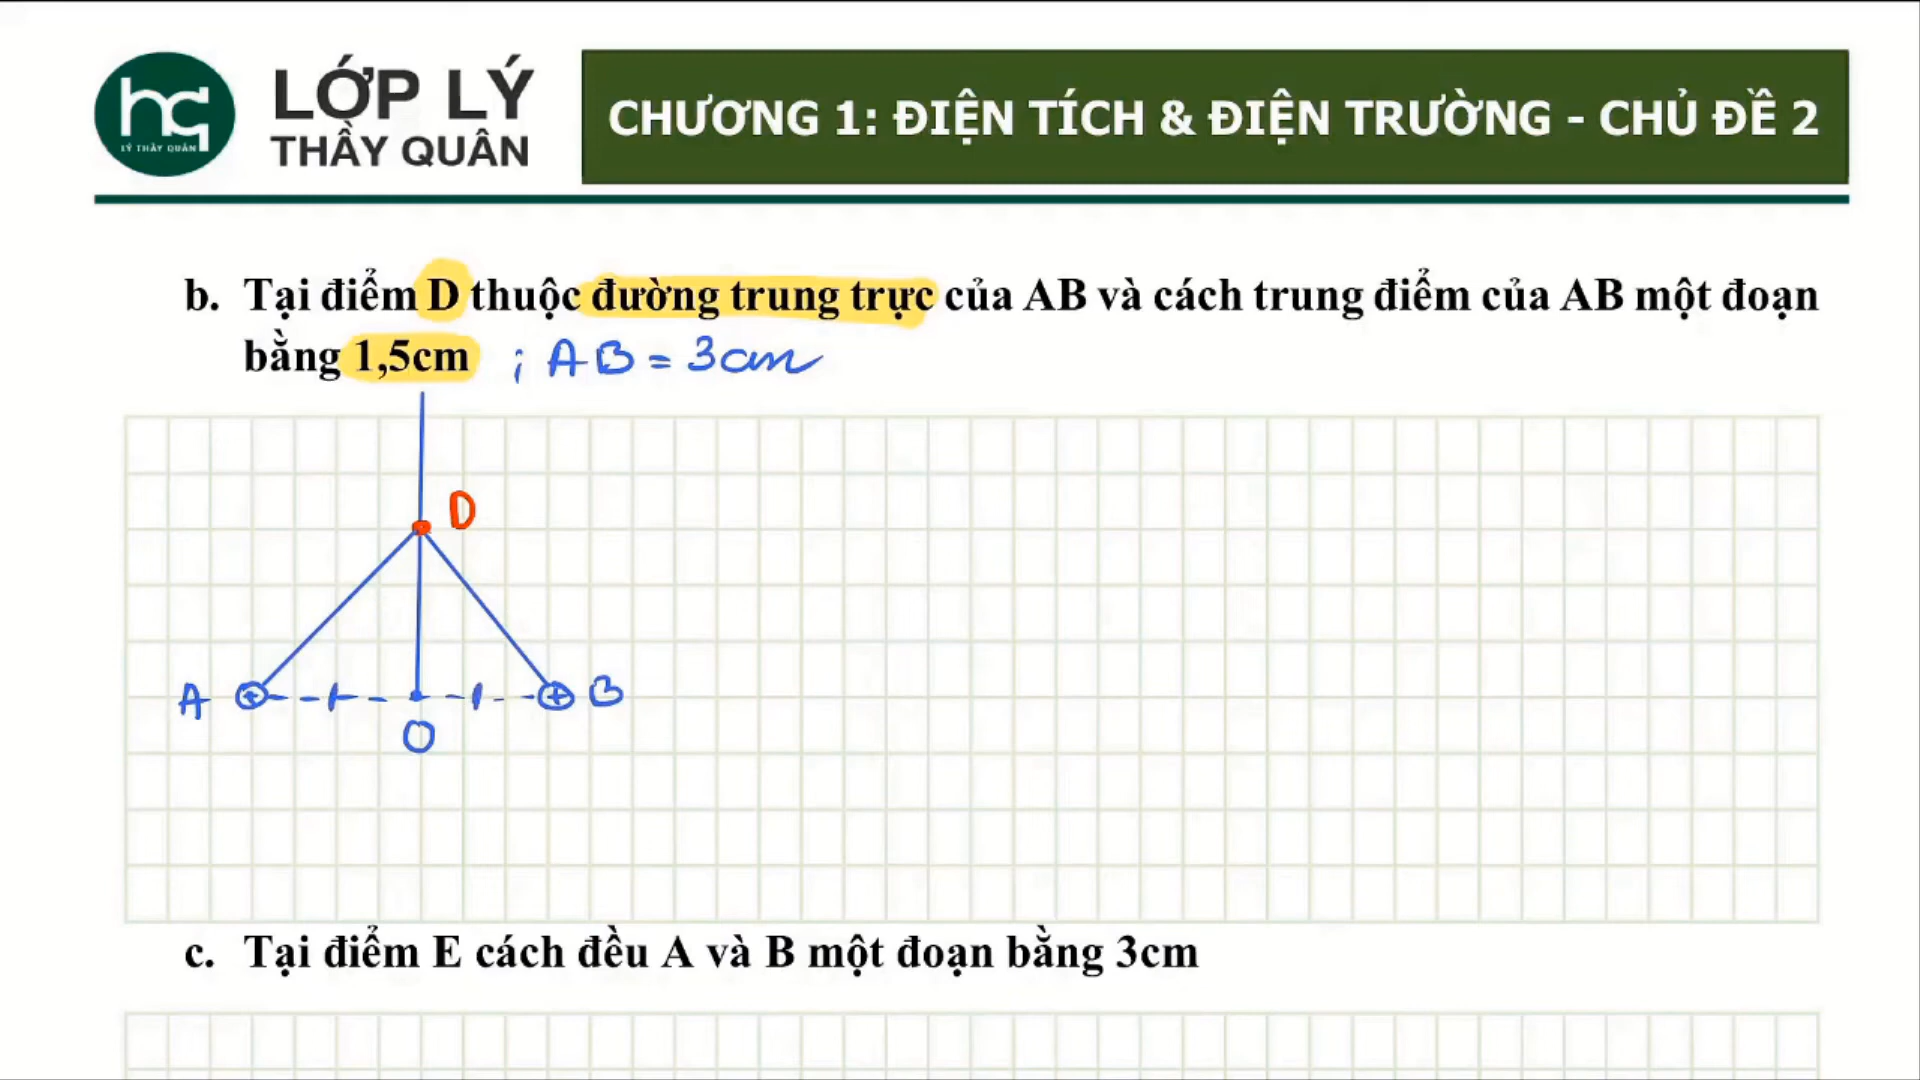 hq
LÝ THẦY QUÂN
LỚP LÝ
THẦY QUÂN
CHƯƠNG 1: ĐIỆN TÍCH & ĐIỆN TRƯỜNG - CHỦ ĐỀ 2
b. Tại điểm D thuộc đường trung trực của AB và cách trung điểm của AB một đoạn
bằng 1,5cm ; AB = 3cm
D
A + + B
O
c. Tại điểm E cách đều A và B một đoạn bằng 3cm